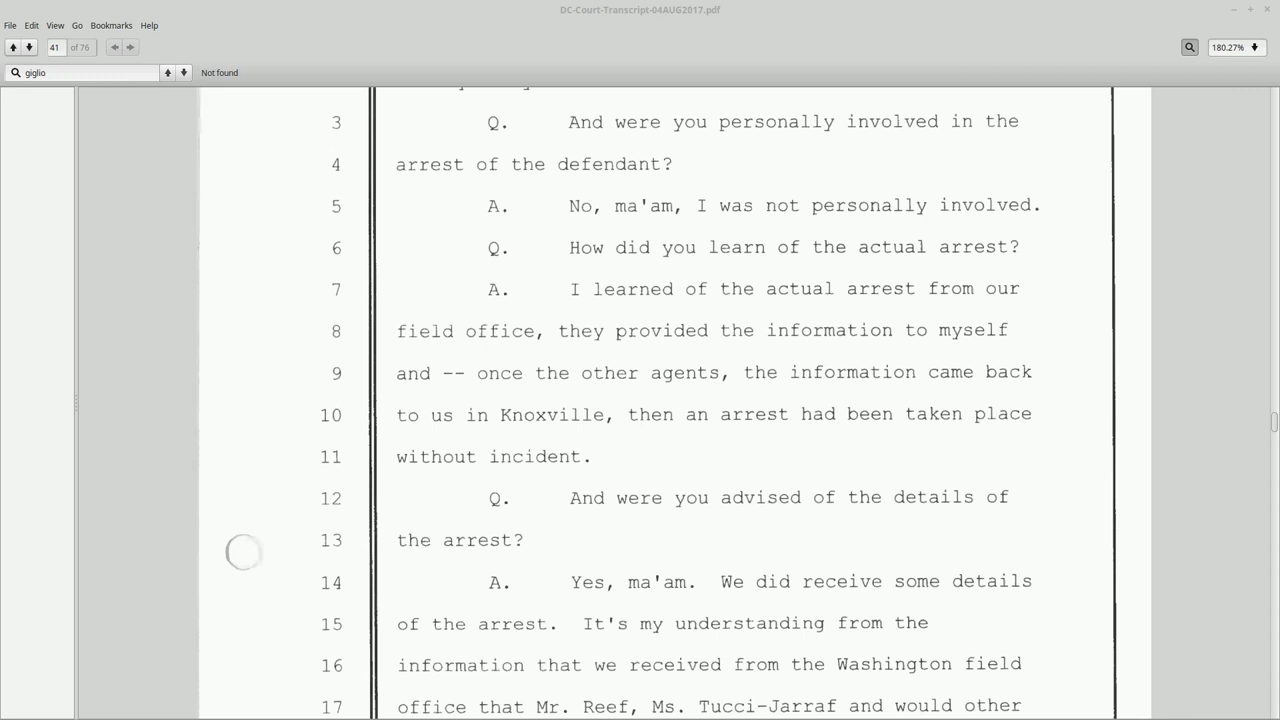 DC-Court-Transcript-04AUG2017.pdf
File Edit View Go Bookmarks Help
41 of 76 180.27%
giglio Not found
3 Q. And were you personally involved in the
4 arrest of the defendant?
5 A. No, ma'am, I was not personally involved.
6 Q. How did you learn of the actual arrest?
7 A. I learned of the actual arrest from our
8 field office, they provided the information to myself
9 and -- once the other agents, the information came back
10 to us in Knoxville, then an arrest had been taken place
11 without incident.
12 Q. And were you advised of the details of
13 the arrest?
14 A. Yes, ma'am. We did receive some details
15 of the arrest. It's my understanding from the
16 information that we received from the Washington field
17 office that Mr. Reef, Ms. Tucci-Jarraf and would other